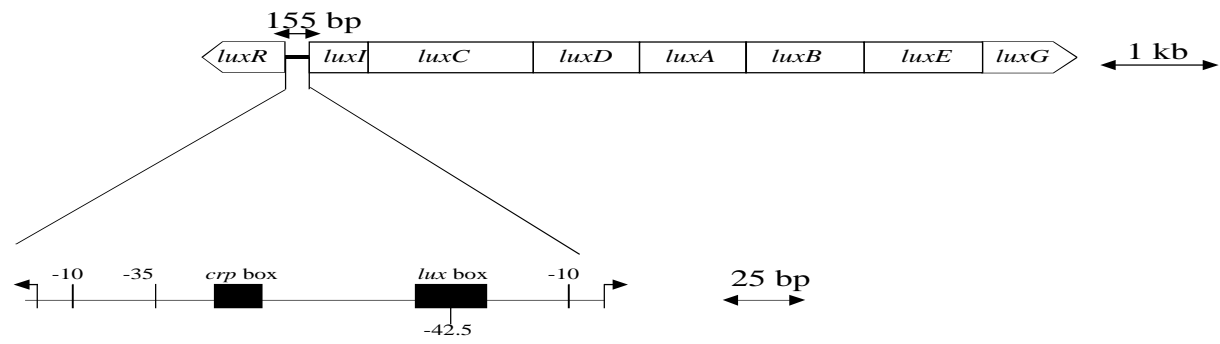 155 bp
luxR luxI luxC luxD luxA luxB luxE luxG 1 kb
-10 -35 crp box lux box -10 25 bp
-42.5